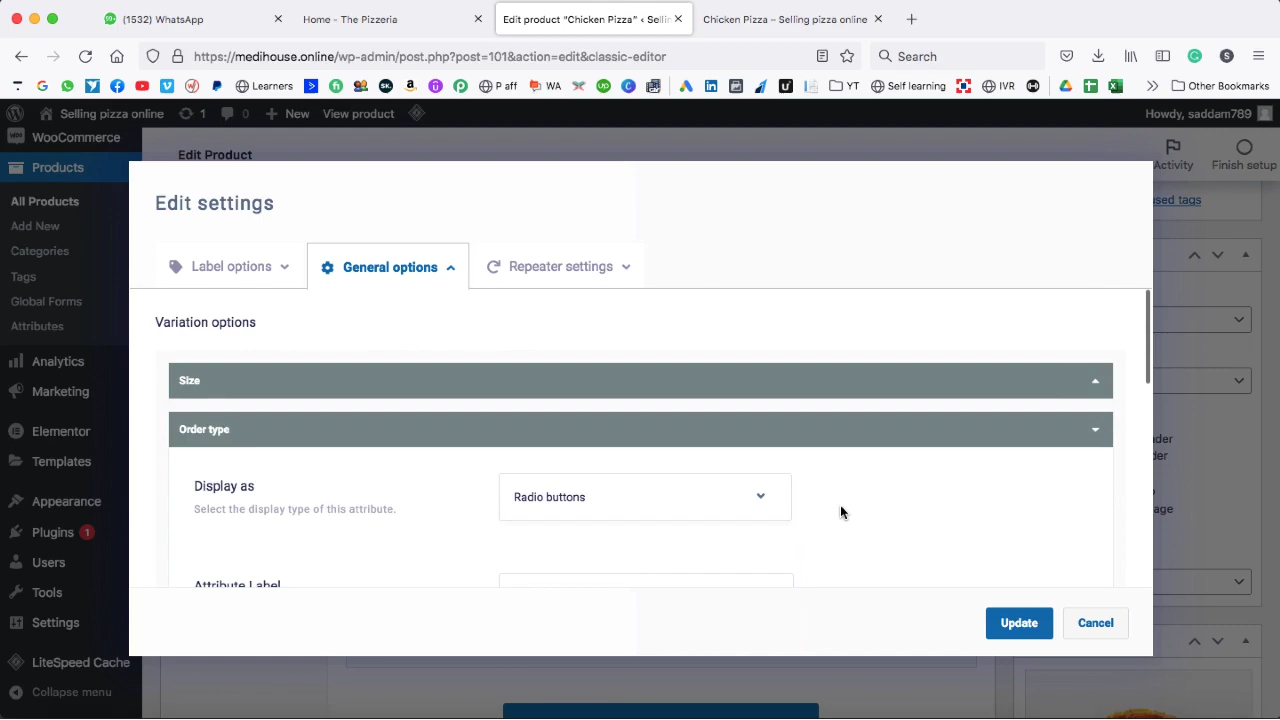 (1532) WhatsApp
Home - The Pizzeria
Edit product "Chicken Pizza" ‹ Sellin
Chicken Pizza – Selling pizza online
https://medihouse.online/wp-admin/post.php?post=101&action=edit&classic-editor
Search
Learners
P aff
WA
YT
Self learning
IVR
Other Bookmarks
Selling pizza online
1
0
New
View product
Howdy, saddam789
WooCommerce
Edit Product
Activity
Finish setup
Products
All Products
Add New
Categories
Tags
Global Forms
Attributes
Analytics
Marketing
Elementor
Templates
Appearance
Plugins 1
Users
Tools
Settings
LiteSpeed Cache
Collapse menu
Edit settings
Label options
General options
Repeater settings
Variation options
Size
Order type
Display as
Radio buttons
Select the display type of this attribute.
Attribute Label
Update
Cancel
used tags